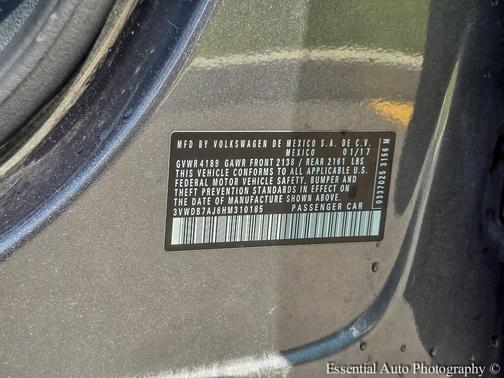 MFD BY VOLKSWAGEN DE MEXICO S.A. DE C.V.
MEXICO 01/17
GVWR 4189 GAWR FRONT 2138 / REAR 2161 LBS
THIS VEHICLE CONFORMS TO ALL APPLICABLE U.S.
FEDERAL MOTOR VEHICLE SAFETY, BUMPER AND
THEFT PREVENTION STANDARDS IN EFFECT ON
THE DATE OF MANUFACTURE SHOWN ABOVE.
3VWDB7AJ6HM310185 PASSENGER CAR
0337025 3156 M
Essential Auto Photography ©